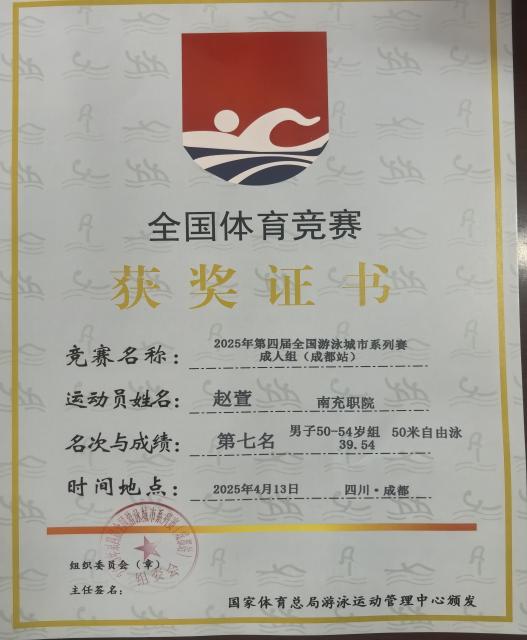 全国体育竞赛
获奖证书
竞赛名称：
2025年第四届全国游泳城市系列赛
成人组（成都站）
运动员姓名： 赵萱 南充职院
名次与成绩： 第七名 男子50-54岁组 50米自由泳
39.54
时间地点： 2025年4月13日 四川·成都
组织委员会（章）
组委会
主任签名：
国家体育总局游泳运动管理中心颁发